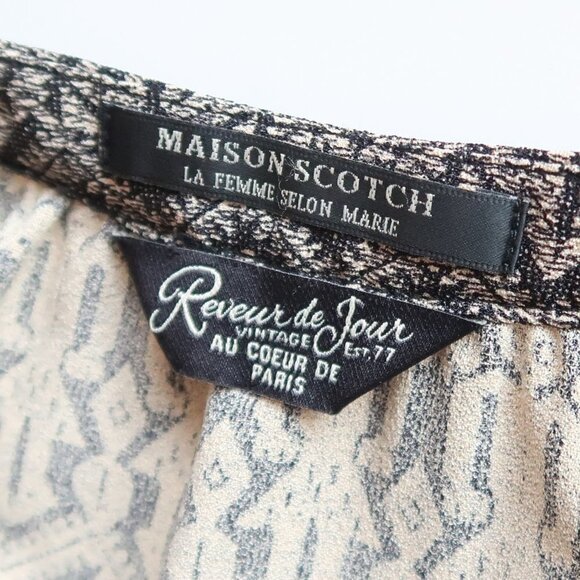 MAISON SCOTCH
LA FEMME SELON MARIE
Reveur de Jour
VINTAGE Est.77
AU COEUR DE
PARIS